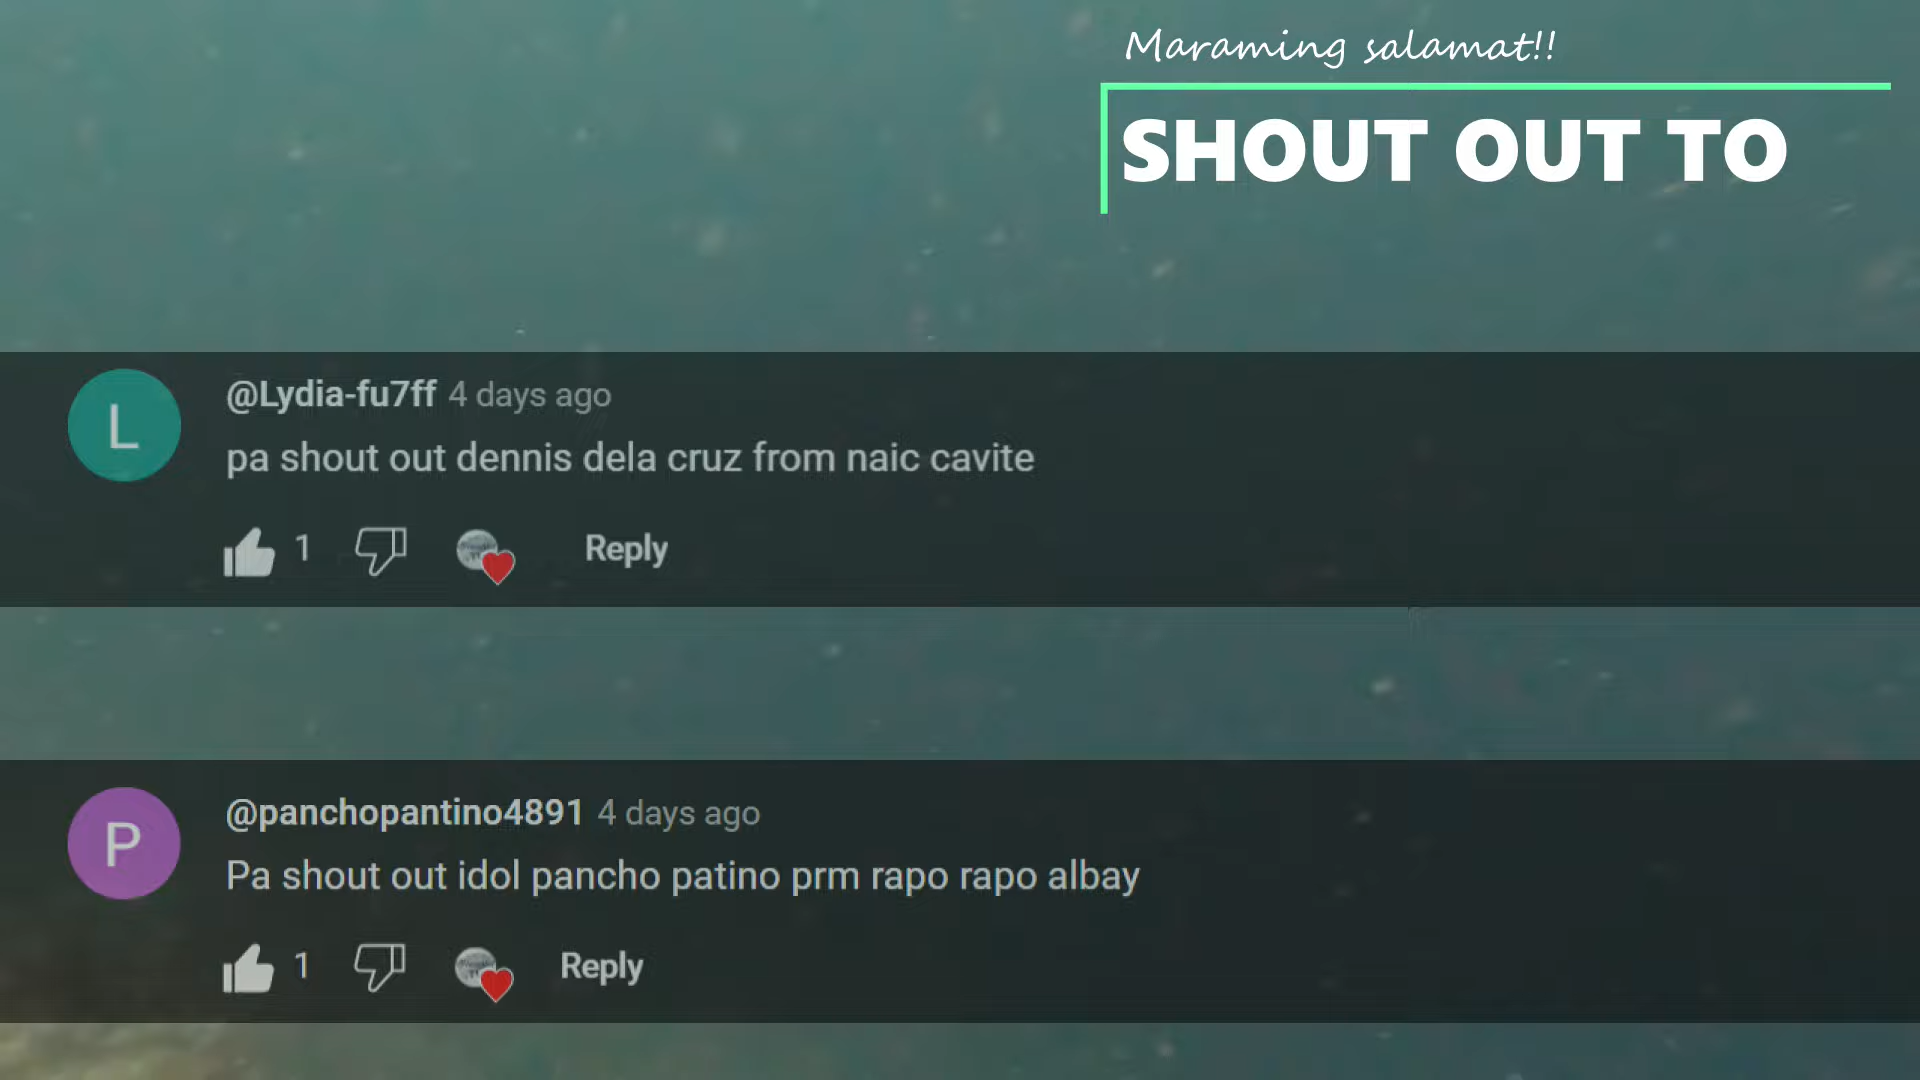 Maraming salamat!!
SHOUT OUT TO
L
@Lydia-fu7ff 4 days ago
pa shout out dennis dela cruz from naic cavite
1 Reply
P
@panchopantino4891 4 days ago
Pa shout out idol pancho patino prm rapo rapo albay
1 Reply